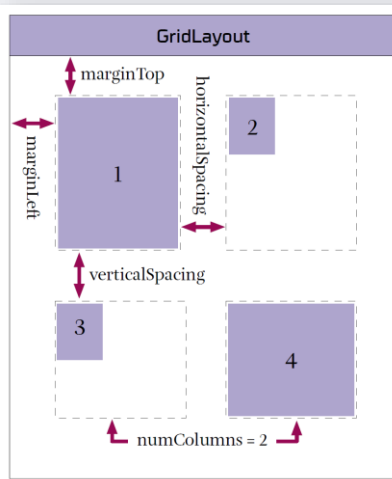 GridLayout
marginTop
marginLeft
horizontalSpacing
1
2
verticalSpacing
3
4
numColumns = 2